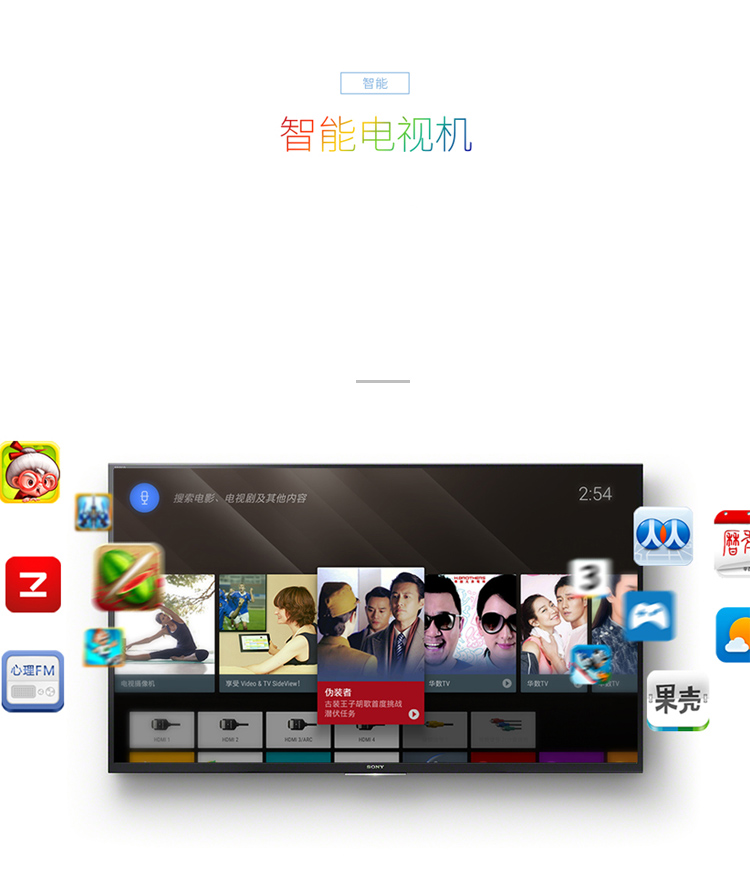 智能
智能电视机
搜索电影、电视剧及其他内容
2:54
心理FM
人人
3
果壳
电视摄像机
享受 Video & TV SideView!
伪装者
古装王子胡歌首度挑战
潜伏任务
华数TV
华数TV
HDMI 1
HDMI 2
HDMI 3/ARC
HDMI 4
SONY